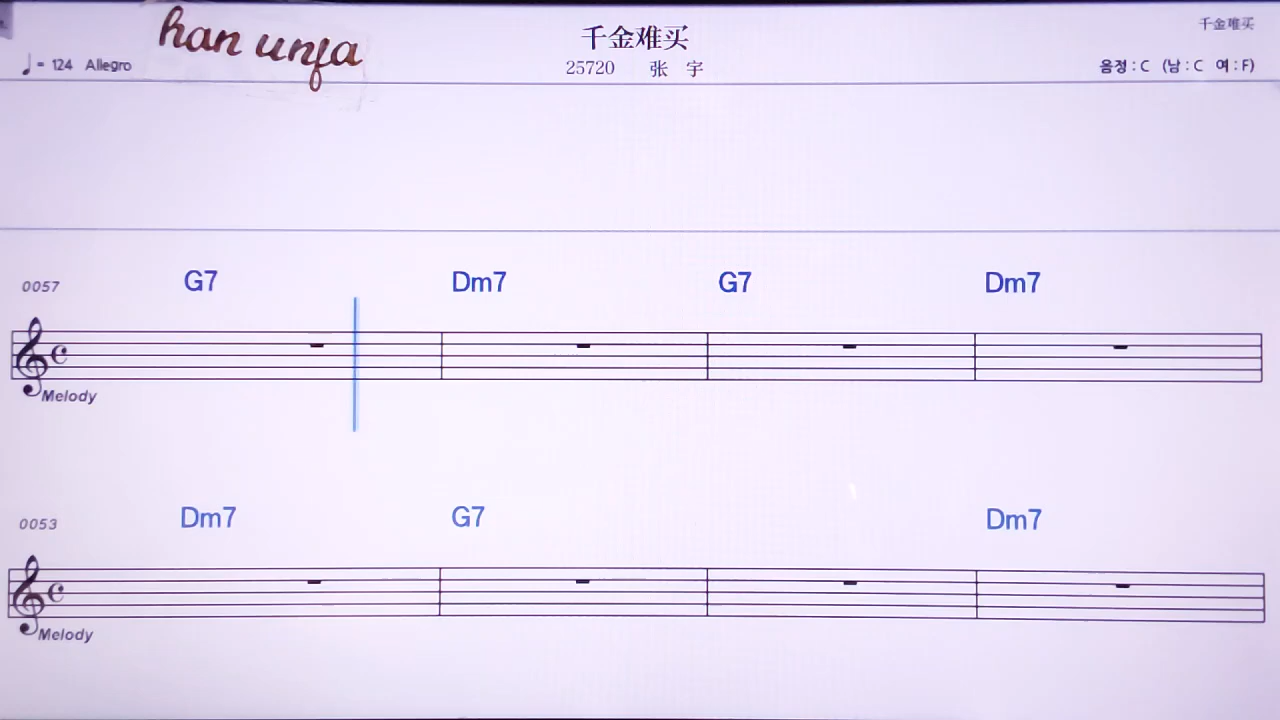 han unfa
千金难买
千金难买
♩= 124 Allegro
25720 张 宇
음정 : C (남 : C 여 : F)
0057 G7 Dm7 G7 Dm7
Melody
0053 Dm7 G7 Dm7
Melody